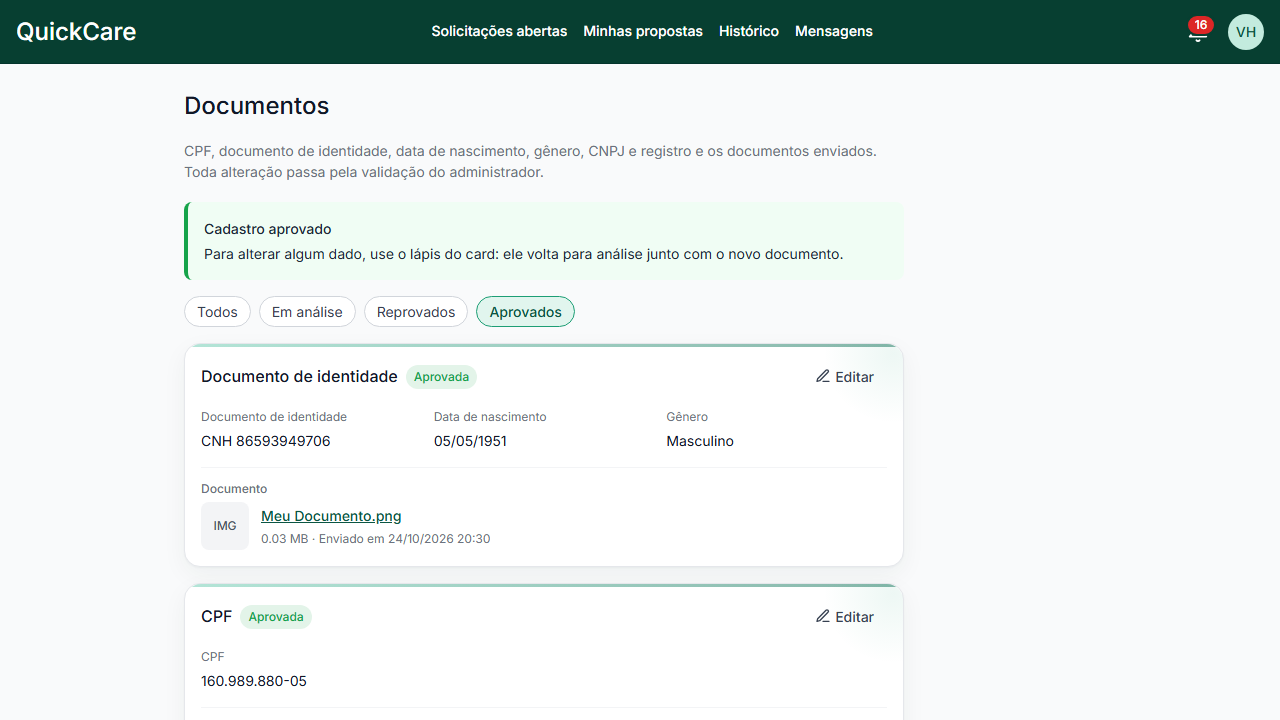 QuickCare
Solicitações abertas
Minhas propostas
Histórico
Mensagens
16
VH
Documentos
CPF, documento de identidade, data de nascimento, gênero, CNPJ e registro e os documentos enviados.
Toda alteração passa pela validação do administrador.
Cadastro aprovado
Para alterar algum dado, use o lápis do card: ele volta para análise junto com o novo documento.
Todos
Em análise
Reprovados
Aprovados
Documento de identidade
Aprovada
Editar
Documento de identidade
Data de nascimento
Gênero
CNH 86593949706
05/05/1951
Masculino
Documento
IMG
Meu Documento.png
0.03 MB · Enviado em 24/10/2026 20:30
CPF
Aprovada
Editar
CPF
160.989.880-05